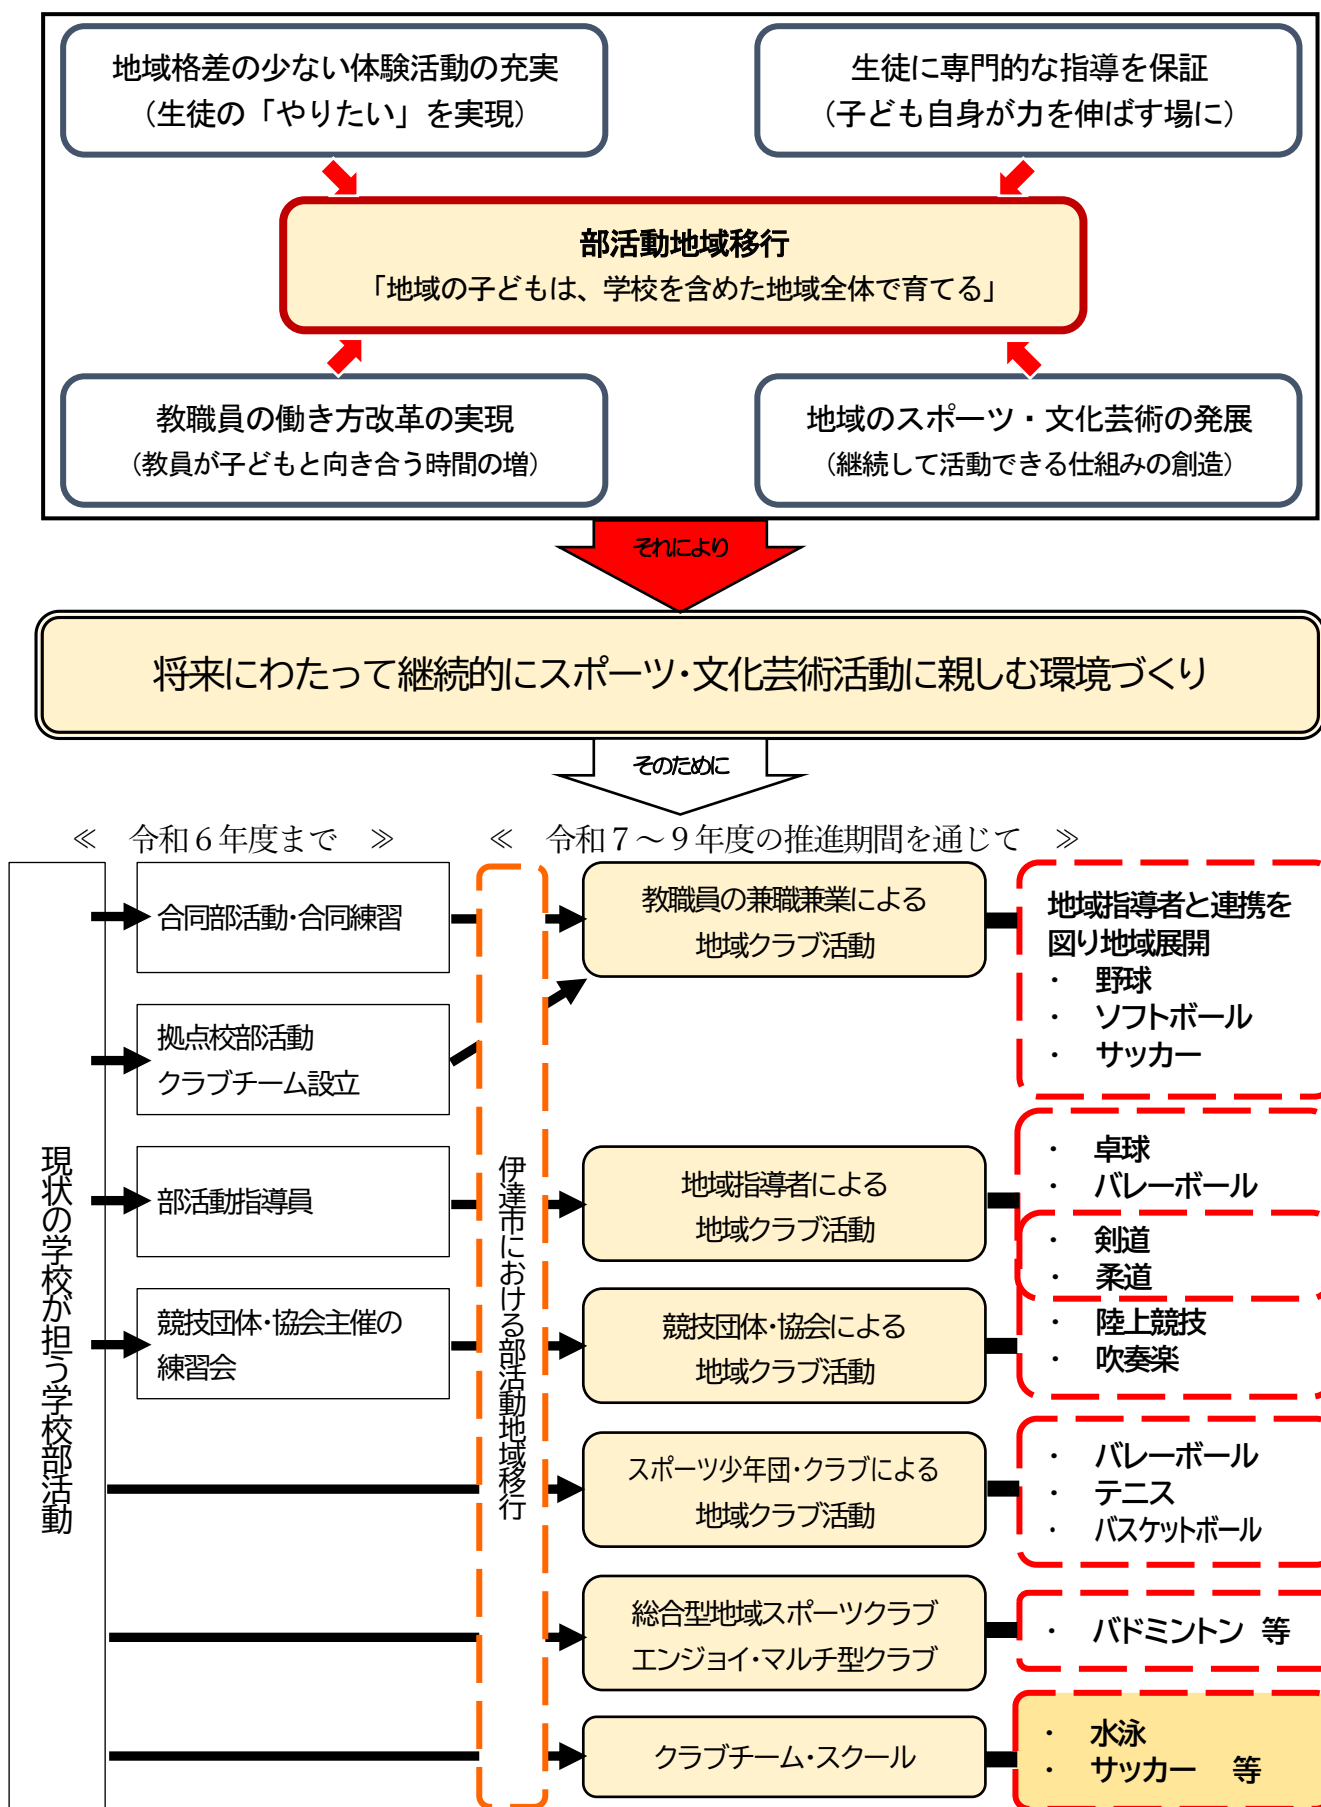 地域格差の少ない体験活動の充実
（生徒の「やりたい」を実現）
生徒に専門的な指導を保証
（子ども自身が力を伸ばす場に）
部活動地域移行
「地域の子どもは、学校を含めた地域全体で育てる」
教職員の働き方改革の実現
（教員が子どもと向き合う時間の増）
地域のスポーツ・文化芸術の発展
（継続して活動できる仕組みの創造）
それにより
将来にわたって継続的にスポーツ・文化芸術活動に親しむ環境づくり
そのために
≪　令和６年度まで　≫
≪　令和７～９年度の推進期間を通じて　≫
現状の学校が担う学校部活動
合同部活動・合同練習
拠点校部活動
クラブチーム設立
部活動指導員
競技団体・協会主催の
練習会
伊達市における部活動地域移行
教職員の兼職兼業による
地域クラブ活動
地域指導者による
地域クラブ活動
競技団体・協会による
地域クラブ活動
スポーツ少年団・クラブによる
地域クラブ活動
総合型地域スポーツクラブ
エンジョイ・マルチ型クラブ
クラブチーム・スクール
地域指導者と連携を
図り地域展開
・　野球
・　ソフトボール
・　サッカー
・　卓球
・　バレーボール
・　剣道
・　柔道
・　陸上競技
・　吹奏楽
・　バレーボール
・　テニス
・　バスケットボール
・　バドミントン　等
・　水泳
・　サッカー　等